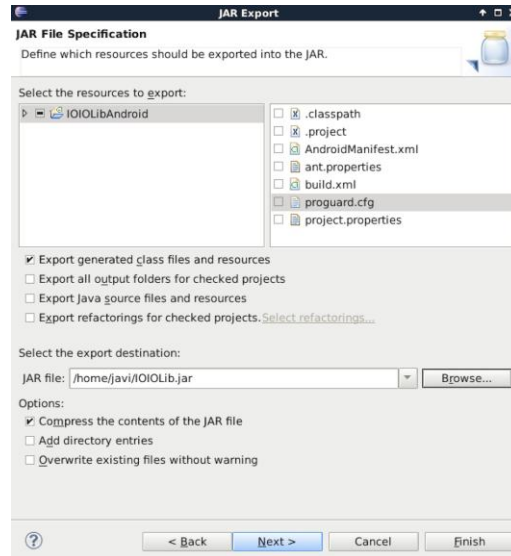 JAR Export
JAR File Specification
Define which resources should be exported into the JAR.
Select the resources to export:
IOIOLibAndroid
.classpath
.project
AndroidManifest.xml
ant.properties
build.xml
proguard.cfg
project.properties
Export generated class files and resources
Export all output folders for checked projects
Export Java source files and resources
Export refactorings for checked projects. Select refactorings...
Select the export destination:
JAR file: /home/javi/IOIOLib.jar Browse...
Options:
Compress the contents of the JAR file
Add directory entries
Overwrite existing files without warning
? < Back Next > Cancel Finish